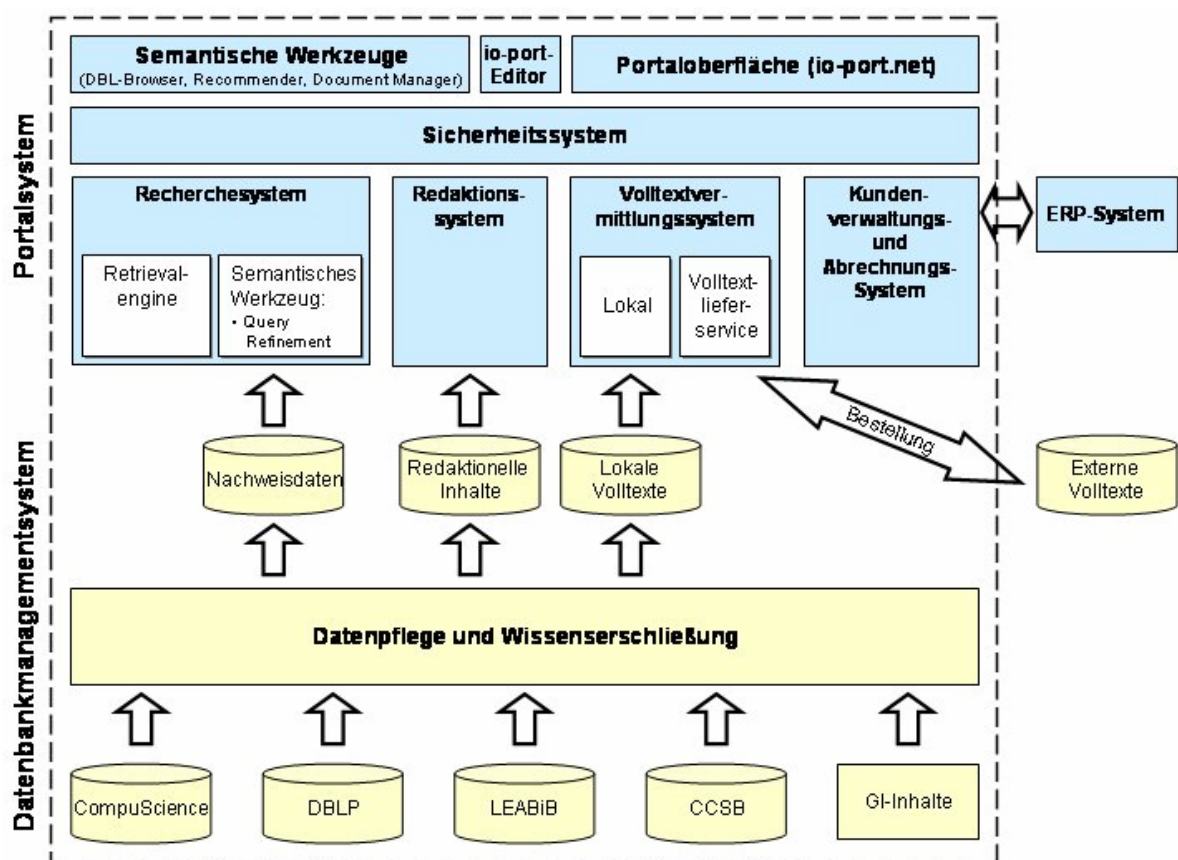 Portalsystem
Datenbankmanagementsystem
Semantische Werkzeuge
(DBL-Browser, Recommender, Document Manager)
io-port-
Editor
Portaloberfläche (io-port.net)
Sicherheitssystem
Recherchesystem
Retrieval-
engine
Semantisches
Werkzeug:
• Query
Refinement
Redaktions-
system
Volltextver-
mittlungssystem
Lokal
Volltext-
liefer-
service
Kunden-
verwaltungs-
und
Abrechnungs-
System
ERP-System
Bestellung
Nachweisdaten
Redaktionelle
Inhalte
Lokale
Volltexte
Externe
Volltexte
Datenpflege und Wissenserschließung
CompuScience
DBLP
LEABiB
CCSB
GI-Inhalte